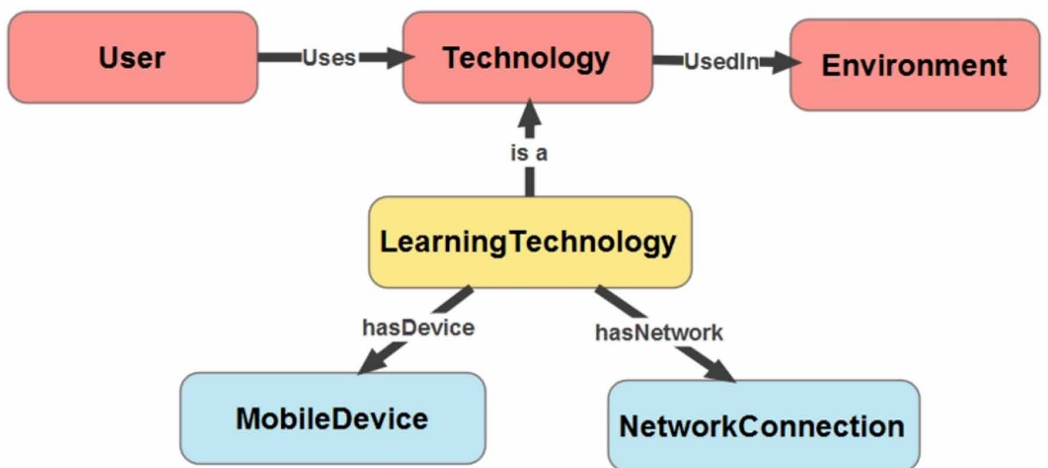 User
Uses
Technology
UsedIn
Environment
is a
LearningTechnology
hasDevice
hasNetwork
MobileDevice
NetworkConnection